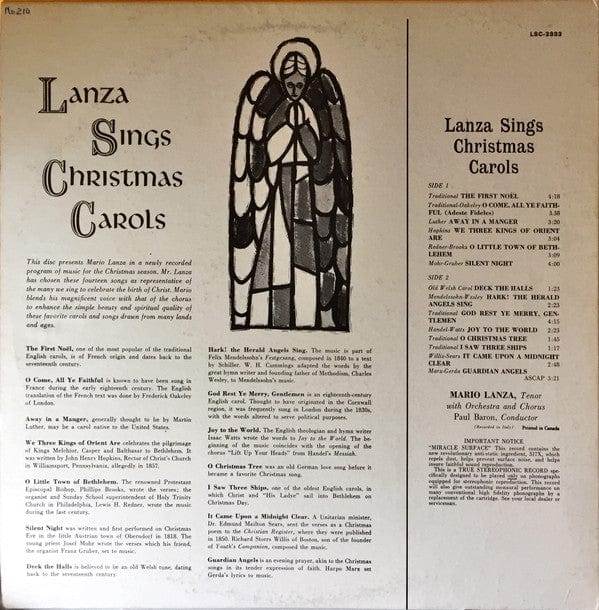 Rs. 210
LSC-2333
Lanza
Sings
Christmas
Carols
This disc presents Mario Lanza in a newly recorded
program of music for the Christmas season. Mr. Lanza
has chosen these fourteen songs as representative of
the many we sing to celebrate the birth of Christ. Mario
blends his magnificent voice with that of the chorus
to enhance the simple beauty and spiritual quality of
these favorite carols and songs drawn from many lands
and ages.
The First Noël, one of the most popular of the traditional
English carols, is of French origin and dates back to the
seventeenth century.
O Come, All Ye Faithful is known to have been sung in
France during the early eighteenth century. The English
translation of the French text was done by Frederick Oakeley
of London.
Away in a Manger, generally thought to be by Martin
Luther, may be a carol native to the United States.
We Three Kings of Orient Are celebrates the pilgrimage
of Kings Melchior, Casper and Balthasar to Bethlehem. It
was written by John Henry Hopkins, Rector of Christ's Church
in Williamsport, Pennsylvania, allegedly in 1857.
O Little Town of Bethlehem. The renowned Protestant
Episcopal Bishop, Phillips Brooks, wrote the verses; the
organist and Sunday School superintendent of Holy Trinity
Church in Philadelphia, Lewis H. Redner, wrote the music
during the last century.
Silent Night was written and first performed on Christmas
Eve in the little Austrian town of Oberndorf in 1818. The
young priest Josef Mohr wrote the verses which his friend,
the organist Franz Gruber, set to music.
Deck the Halls is believed to be an old Welsh tune, dating
back to the seventeenth century.
Hark! the Herald Angels Sing. The music is part of
Felix Mendelssohn's Festgesang, composed in 1840 to a text
by Schiller. W. H. Cummings adapted the words by the
great hymn writer and founding father of Methodism, Charles
Wesley, to Mendelssohn's music.
God Rest Ye Merry, Gentlemen is an eighteenth-century
English carol. Thought to have originated in the Cornwall
region, it was frequently sung in London during the 1830s,
with the words altered to serve political purposes.
Joy to the World. The English theologian and hymn writer
Isaac Watts wrote the words to Joy to the World. The be-
ginning of the music coincides with the opening of the
chorus "Lift Up Your Heads" from Handel's Messiah.
O Christmas Tree was an old German love song before it
became a favorite Christmas song.
I Saw Three Ships, one of the oldest English carols, in
which Christ and "His Ladye" sail into Bethlehem on
Christmas Day.
It Came Upon a Midnight Clear. A Unitarian minister,
Dr. Edmund Mailton Sears, sent the verses as a Christmas
poem to the Christian Register, where they were published
in 1850. Richard Storrs Willis of Boston, son of the founder
of Youth's Companion, composed the music.
Guardian Angels is an evening prayer, akin to the Christmas
songs in its tender expression of faith. Harpo Marx set
Gerda's lyrics to music.
Lanza Sings
Christmas
Carols
SIDE 1
Traditional THE FIRST NOËL 4:18
Traditional-Oakeley O COME, ALL YE FAITH-
FUL (Adeste Fideles) 3:38
Luther AWAY IN A MANGER 3:20
Hopkins WE THREE KINGS OF ORIENT
ARE 3:04
Redner-Brooks O LITTLE TOWN OF BETH-
LEHEM 3:09
Mohr-Gruber SILENT NIGHT 4:00
SIDE 2
Old Welsh Carol DECK THE HALLS 1:23
Mendelssohn-Wesley HARK! THE HERALD
ANGELS SING 2:23
Traditional GOD REST YE MERRY, GEN-
TLEMEN 4:15
Handel-Watts JOY TO THE WORLD 2:23
Traditional O CHRISTMAS TREE 1:45
Traditional I SAW THREE SHIPS 1:17
Willis-Sears IT CAME UPON A MIDNIGHT
CLEAR 2:48
Marx-Gerda GUARDIAN ANGELS
ASCAP 3:21
MARIO LANZA, Tenor
with Orchestra and Chorus
Paul Baron, Conductor
(Recorded in Italy) Printed in Canada
IMPORTANT NOTICE
"MIRACLE SURFACE" This record contains the
new revolutionary anti-static ingredient, 317X, which
repels dust, helps prevent surface noise, and helps
insure faithful sound reproduction.
This is a TRUE STEREOPHONIC RECORD spe-
cifically designed to be played only on phonographs
equipped for stereophonic reproduction. This record
will also give outstanding monaural performance on
many conventional high fidelity phonographs by a
replacement of the cartridge. See your local dealer or
serviceman.